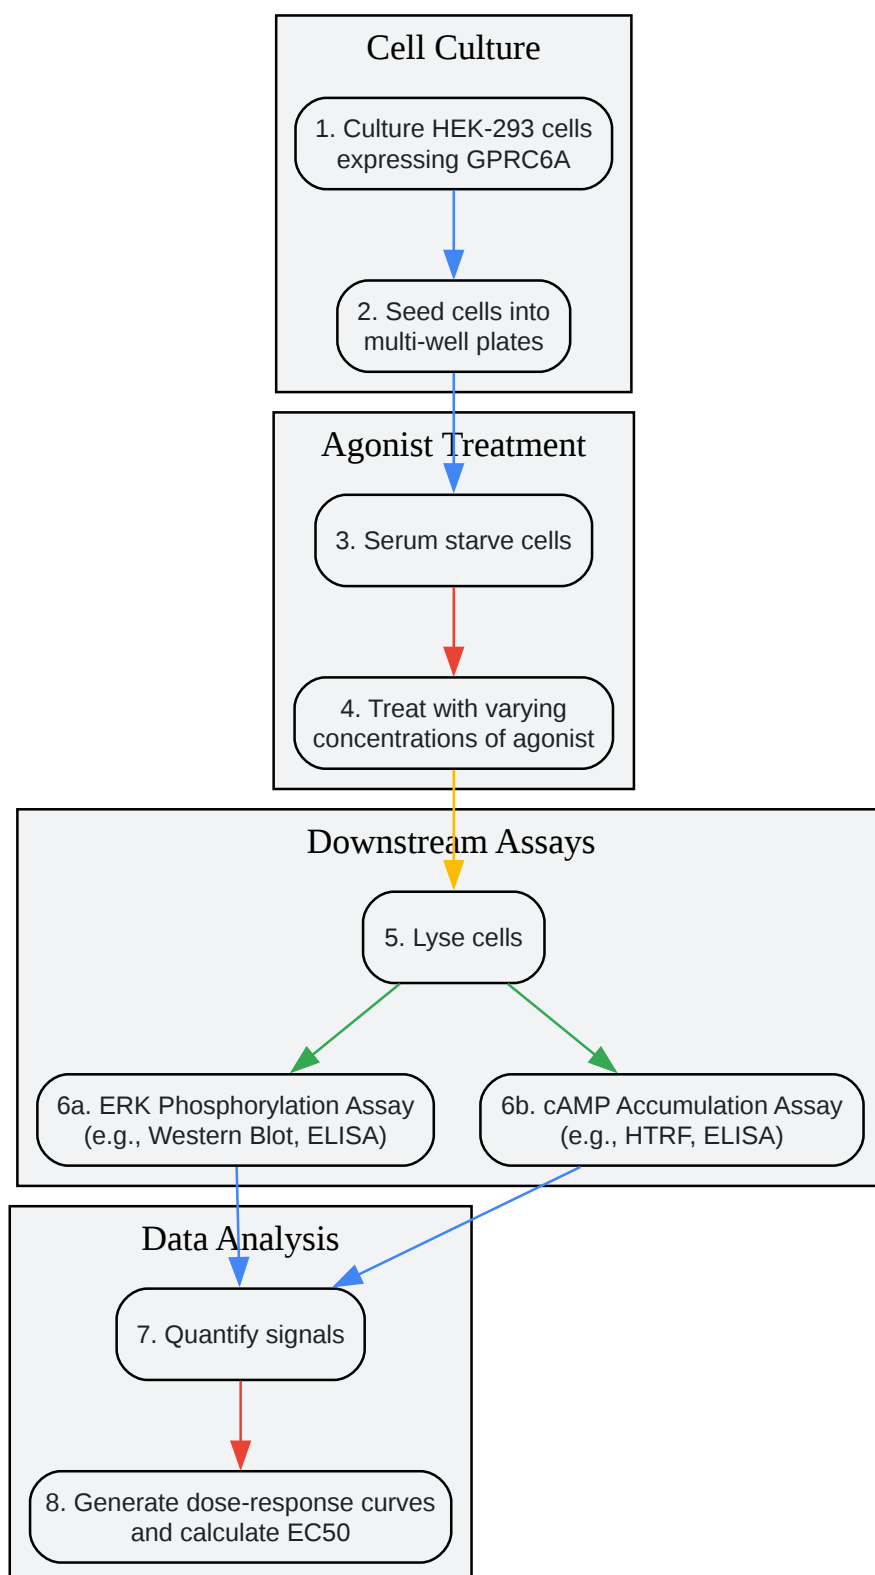 Cell Culture
1. Culture HEK-293 cells
expressing GPRC6A
2. Seed cells into
multi-well plates
Agonist Treatment
3. Serum starve cells
4. Treat with varying
concentrations of agonist
Downstream Assays
5. Lyse cells
6a. ERK Phosphorylation Assay
(e.g., Western Blot, ELISA)
6b. cAMP Accumulation Assay
(e.g., HTRF, ELISA)
Data Analysis
7. Quantify signals
8. Generate dose-response curves
and calculate EC50